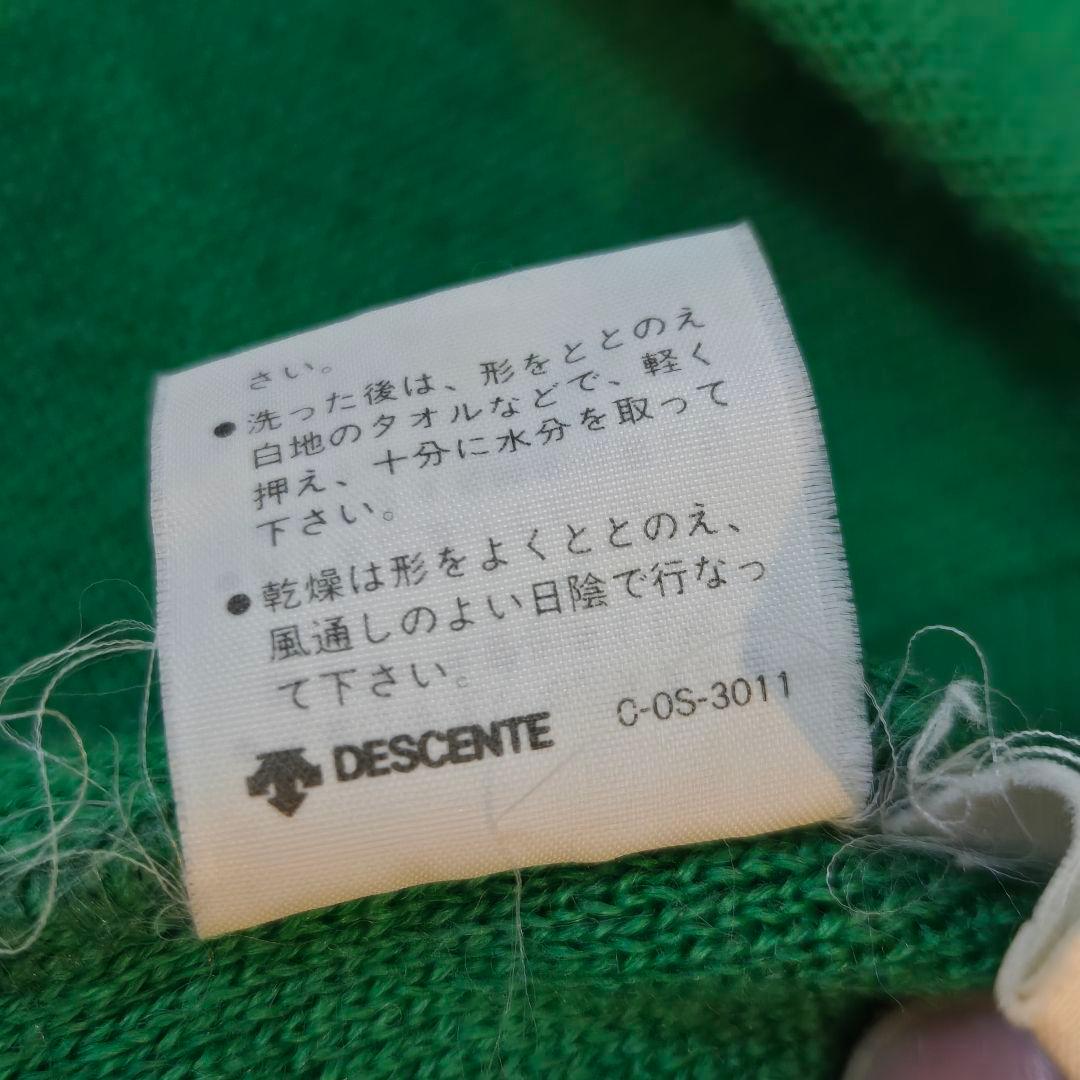 さい。
●洗った後は、形をととのえ
白地のタオルなどで、軽く
押え、十分に水分を取って
下さい。
●乾燥は形をよくととのえ、
風通しのよい日陰で行なっ
て下さい。
DESCENTE C-OS-3011